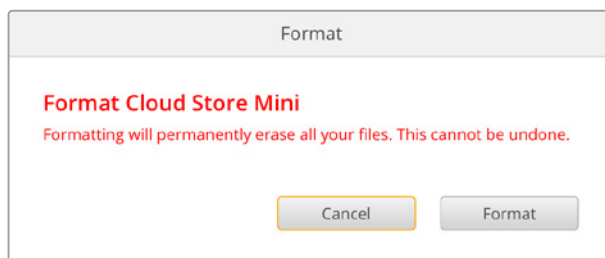 Format
Format Cloud Store Mini
Formatting will permanently erase all your files. This cannot be undone.
Cancel Format